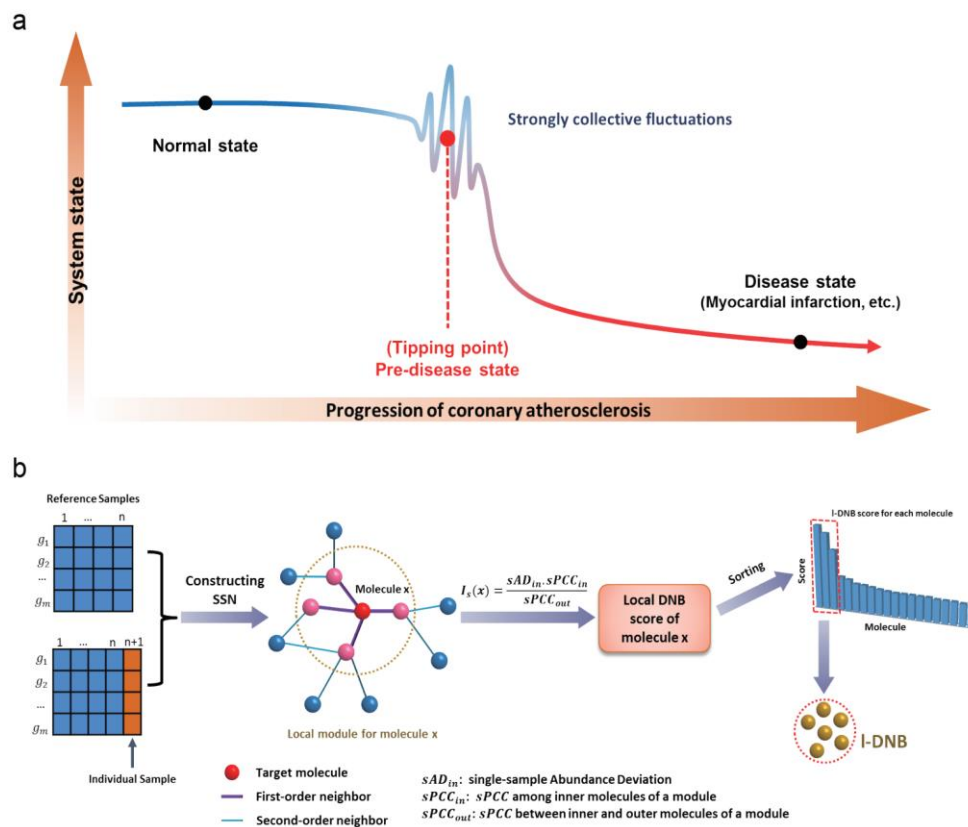 a
System state
Normal state
Strongly collective fluctuations
(Tipping point)
Pre-disease state
Disease state
(Myocardial infarction, etc.)
Progression of coronary atherosclerosis
b
Reference Samples
1 ... n
g₁
g₂
...
gₘ
1 ... n n+1
g₁
g₂
...
gₘ
Individual Sample
Constructing
SSN
Molecule x
Local module for molecule x
Iₛ(x) = sADᵢₙ.sPCCᵢₙ / sPCCₒᵤₜ
Local DNB
score of
molecule x
Sorting
l-DNB score for each molecule
Score
Molecule
l-DNB
Target molecule
First-order neighbor
Second-order neighbor
sADᵢₙ: single-sample Abundance Deviation
sPCCᵢₙ: sPCC among inner molecules of a module
sPCCₒᵤₜ: sPCC between inner and outer molecules of a module